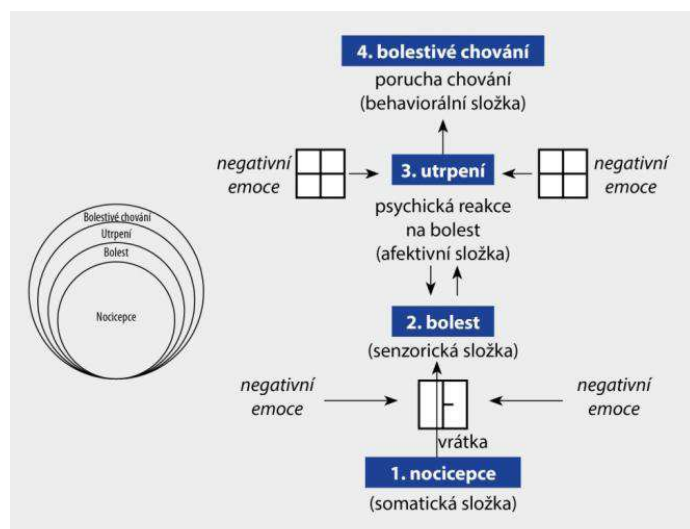 4. bolestivé chování
porucha chování
(behaviorální složka)
negativní
emoce
3. utrpení
negativní
emoce
psychická reakce
na bolest
(afektivní složka)
Bolestivé chování
Utrpení
Bolest
Nocicepce
2. bolest
(senzorická složka)
negativní
emoce
negativní
emoce
vrátka
1. nocicepce
(somatická složka)